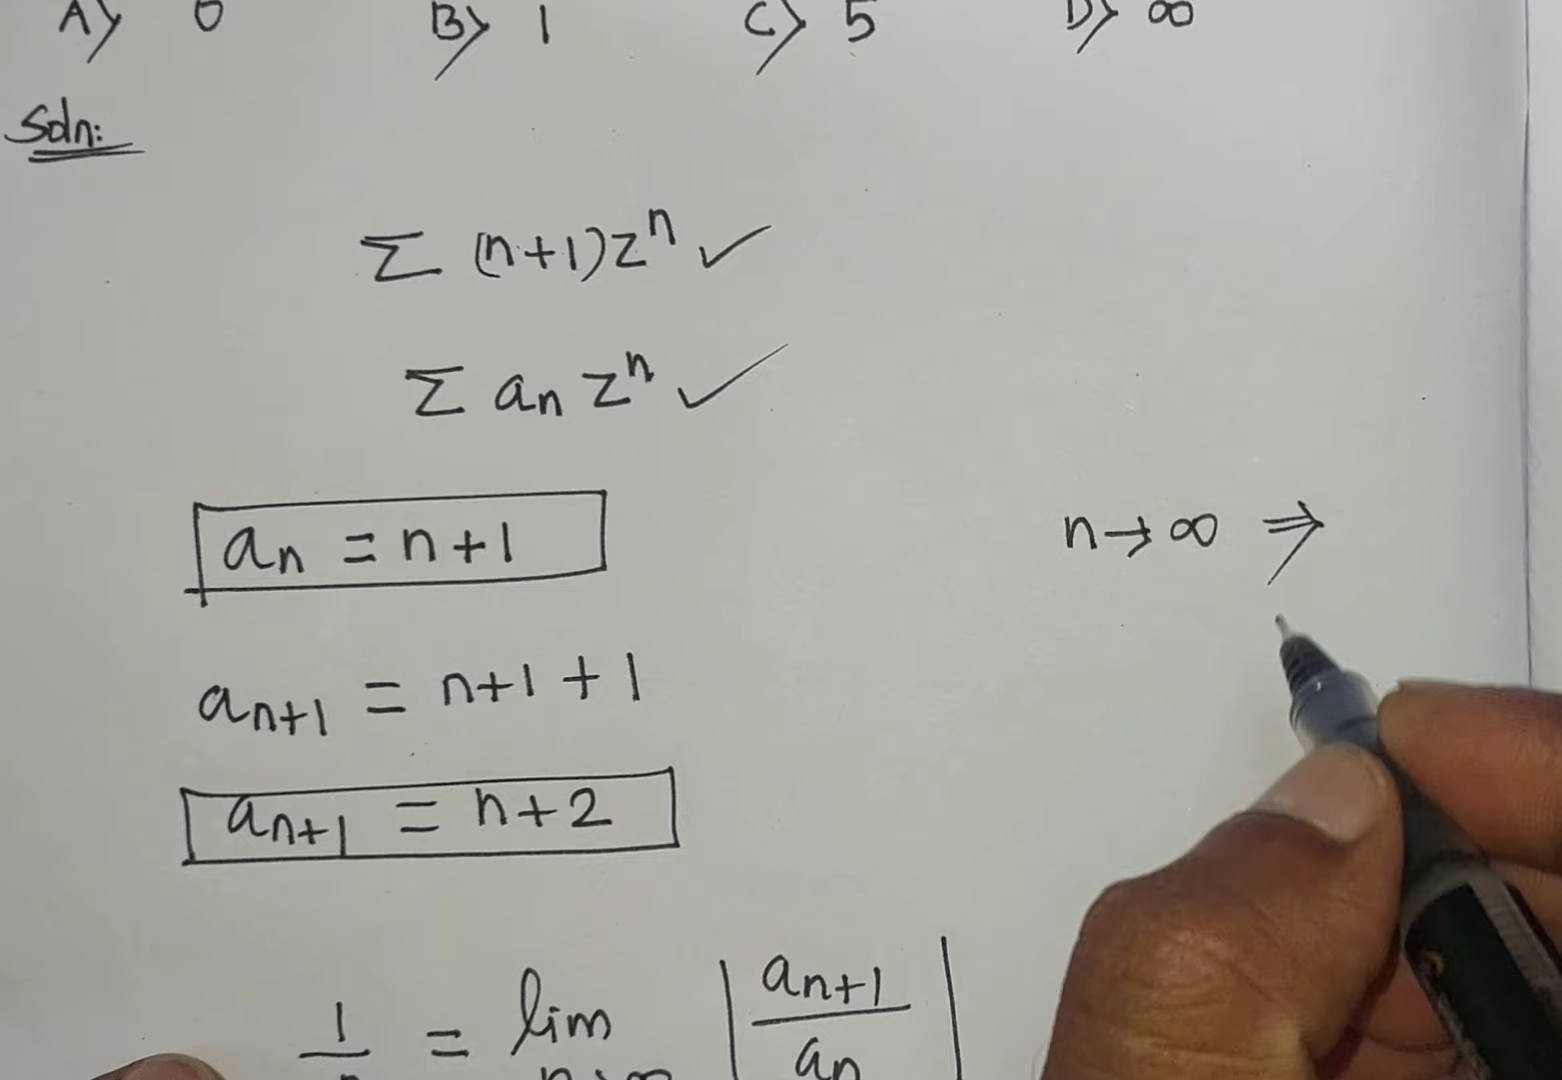 A) 0 B) 1 C) 5 D) ∞
Soln:
Σ (n+1)zⁿ ✓
Σ aₙ zⁿ ✓
aₙ = n+1
n→∞ ⇒
aₙ₊₁ = n+1+1
aₙ₊₁ = n+2
1 = lim | aₙ₊₁ / aₙ |